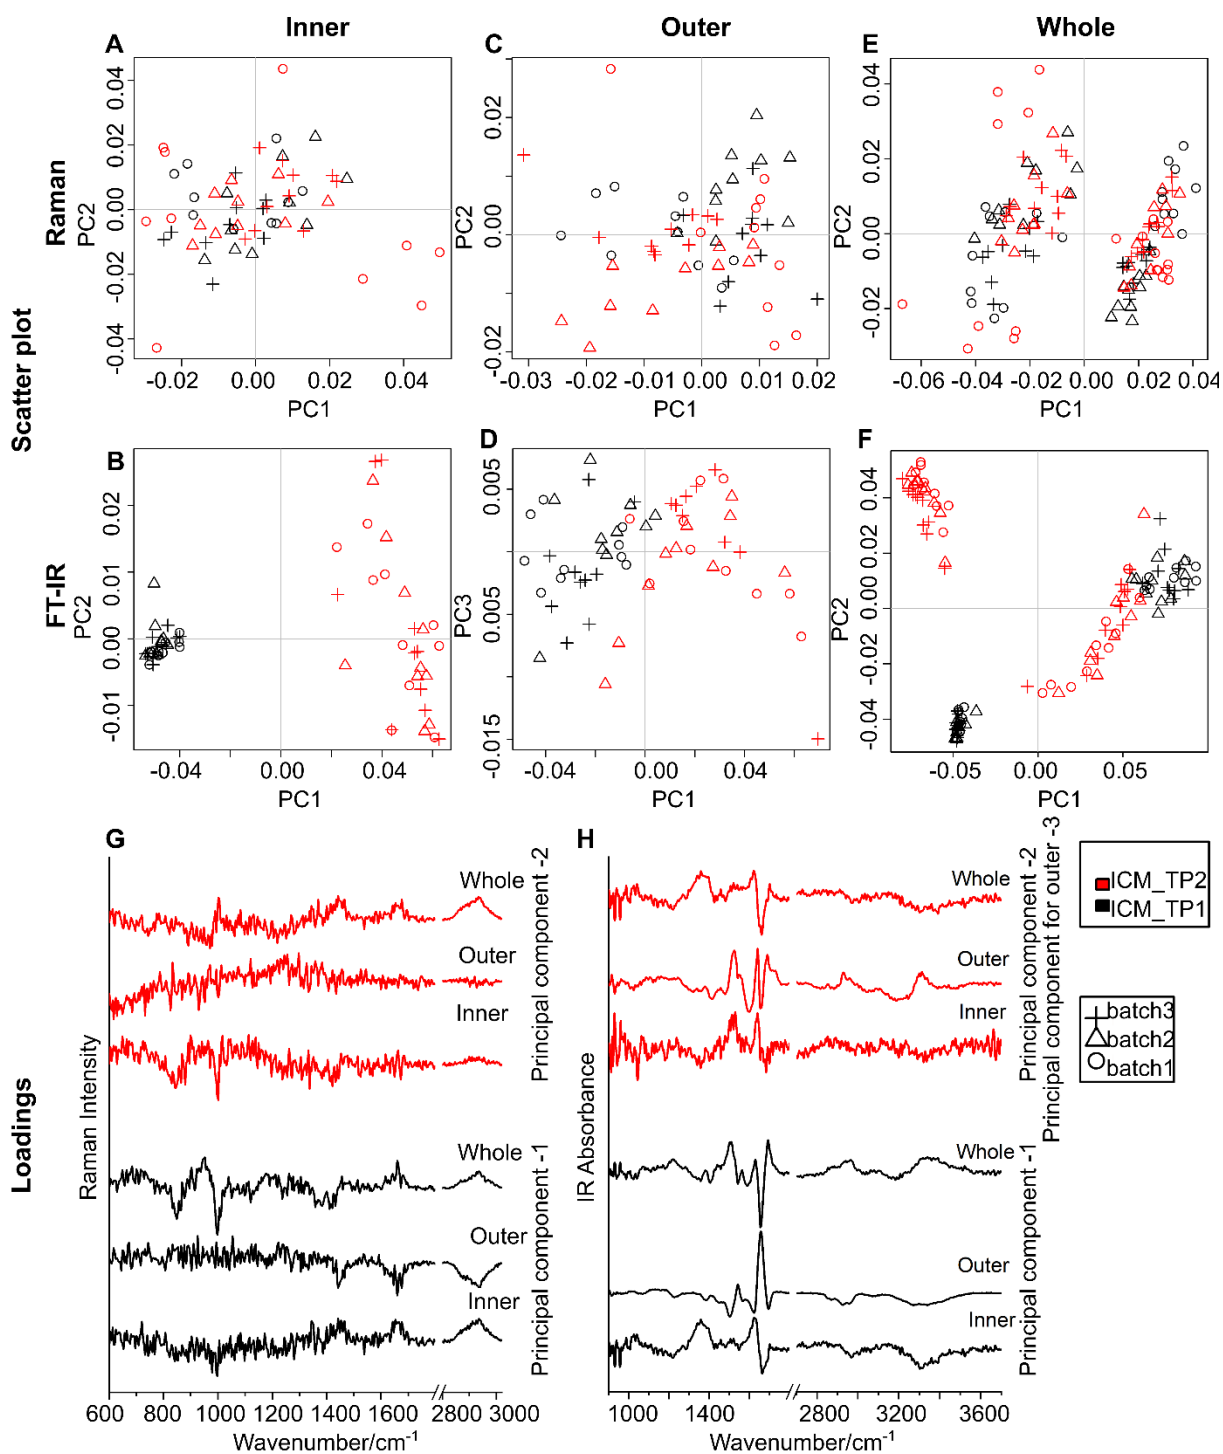 Inner
Outer
Whole
Scatter plot
Raman
A
PC2
0.04
0.02
0.00
-0.02
-0.04
-0.02
0.00
0.02
0.04
PC1
C
PC2
0.02
0.00
-0.02
-0.03
-0.01
0.00
0.01
0.02
PC1
E
PC2
0.04
0.02
0.00
-0.02
-0.06
-0.02
0.00
0.02
0.04
PC1
FT-IR
B
PC2
0.02
0.01
0.00
-0.01
-0.04
0.00
0.04
PC1
D
PC3
0.005
0.005
-0.015
-0.04
0.00
0.04
PC1
F
PC2
0.04
0.02
0.00
-0.02
-0.04
-0.05
0.00
0.05
PC1
Loadings
G
Raman Intensity
Whole
Outer
Inner
Principal component -2
Whole
Outer
Inner
Principal component -1
600
1000
1400
1600
2800
3000
Wavenumber/cm-1
H
IR Absorbance
Whole
Outer
Inner
Principal component -2
Principal component for outer -3
Whole
Outer
Inner
Principal component -1
1000
1400
2800
3200
3600
Wavenumber/cm-1
ICM_TP2
ICM_TP1
batch3
batch2
batch1